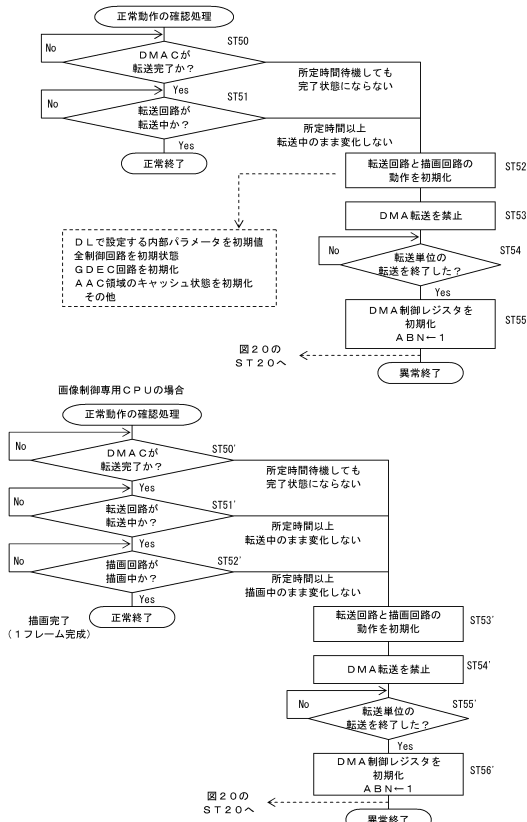 正常動作の確認処理
No
DMACが
転送完了か?
ST50
所定時間待機しても
完了状態にならない
Yes
No
転送回路が
転送中か?
ST51
所定時間以上
転送中のまま変化しない
Yes
正常終了
転送回路と描画回路の
動作を初期化
ST52
DMA転送を禁止
ST53
DLで設定する内部パラメータを初期値
全制御回路を初期状態
GDEC回路を初期化
AAC領域のキャッシュ状態を初期化
その他
No
転送単位の
転送を終了した?
ST54
Yes
DMA制御レジスタを
初期化
ABN←1
ST55
図20の
ST20へ
異常終了
画像制御専用CPUの場合
正常動作の確認処理
No
DMACが
転送完了か?
ST50'
所定時間待機しても
完了状態にならない
Yes
No
転送回路が
転送中か?
ST51'
所定時間以上
転送中のまま変化しない
Yes
No
描画回路が
描画中か?
ST52'
所定時間以上
描画中のまま変化しない
Yes
描画完了
(1フレーム完成)
正常終了
転送回路と描画回路の
動作を初期化
ST53'
DMA転送を禁止
ST54'
No
転送単位の
転送を終了した?
ST55'
Yes
DMA制御レジスタを
初期化
ABN←1
ST56'
図20の
ST20へ
異常終了